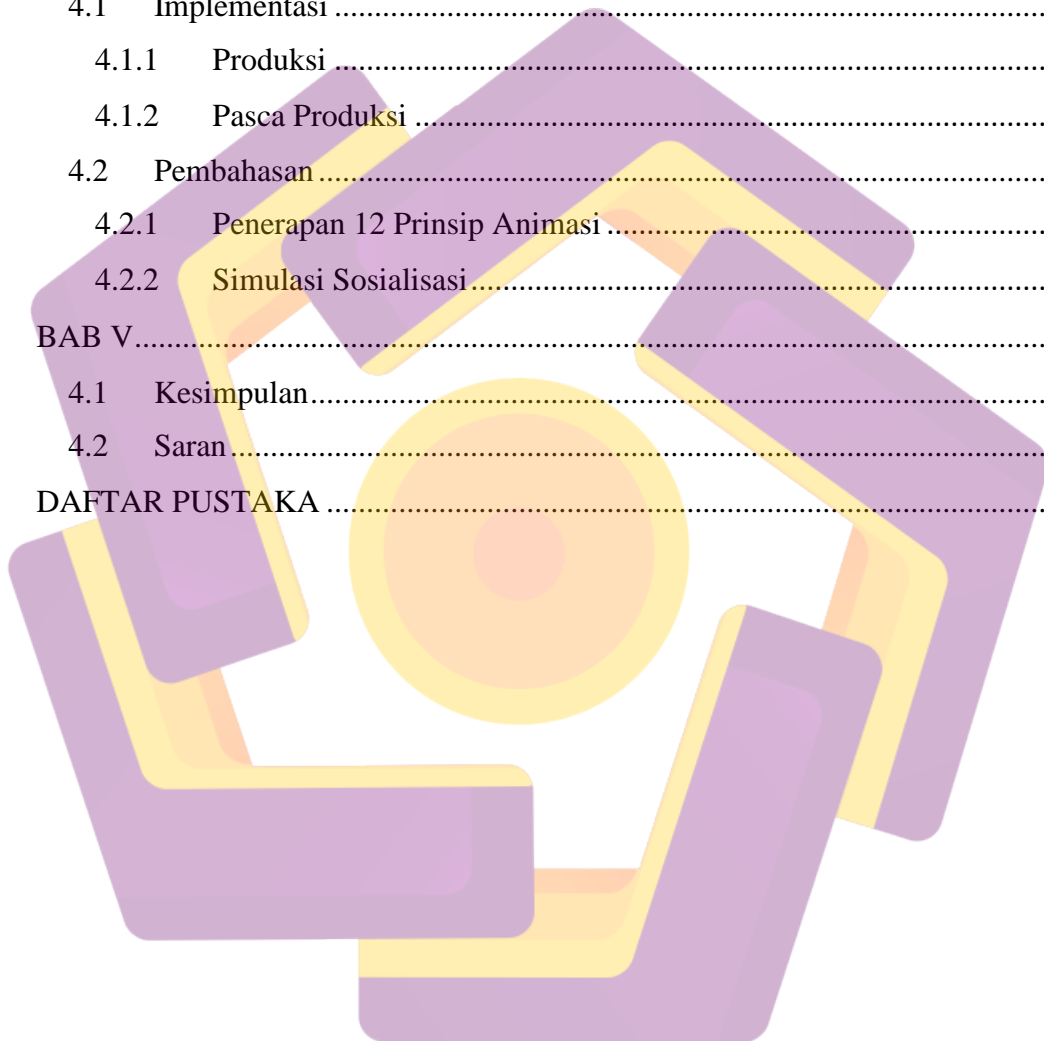 4.1 Implementasi ........................................................................................
4.1.1 Produksi ........................................................................................
4.1.2 Pasca Produksi ........................................................................................
4.2 Pembahasan ........................................................................................
4.2.1 Penerapan 12 Prinsip Animasi ........................................................................................
4.2.2 Simulasi Sosialisasi ........................................................................................
BAB V ........................................................................................
4.1 Kesimpulan ........................................................................................
4.2 Saran ........................................................................................
DAFTAR PUSTAKA ........................................................................................